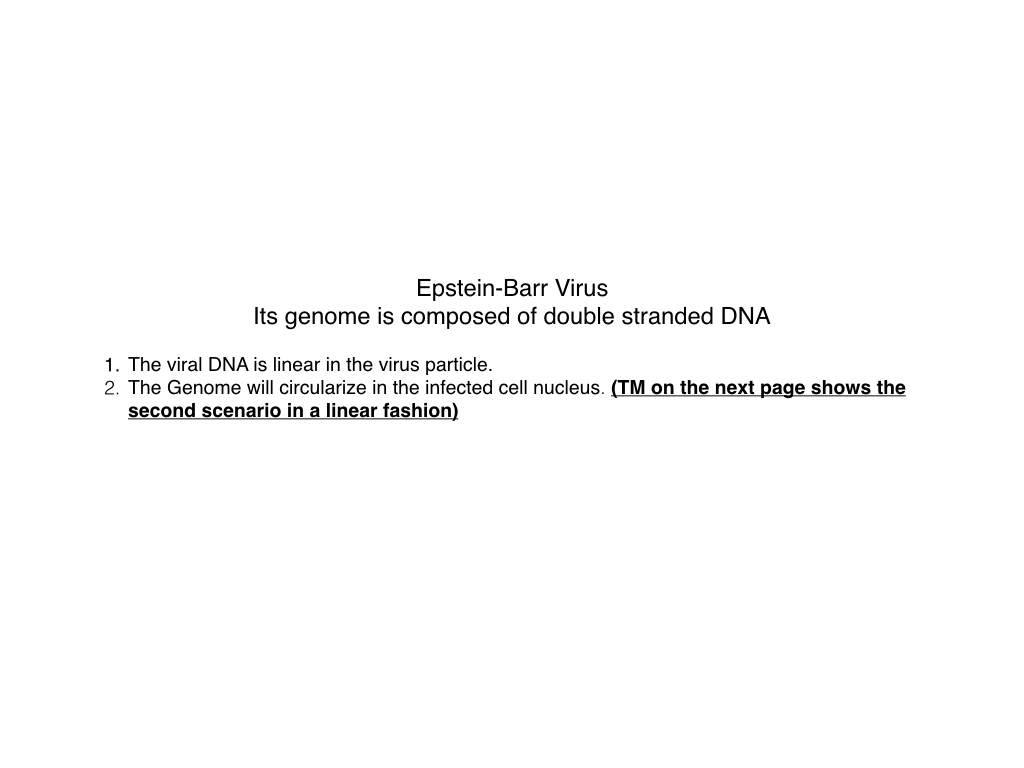 Epstein-Barr Virus
Its genome is composed of double stranded DNA
1. The viral DNA is linear in the virus particle.
2. The Genome will circularize in the infected cell nucleus. (TM on the next page shows the
second scenario in a linear fashion)